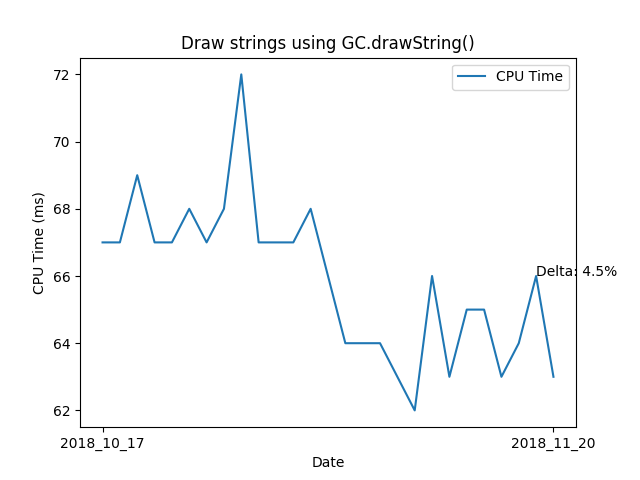 Draw strings using GC.drawString()
CPU Time
72
70
68
66
64
62
CPU Time (ms)
Delta: 4.5%
2018_10_17
2018_11_20
Date